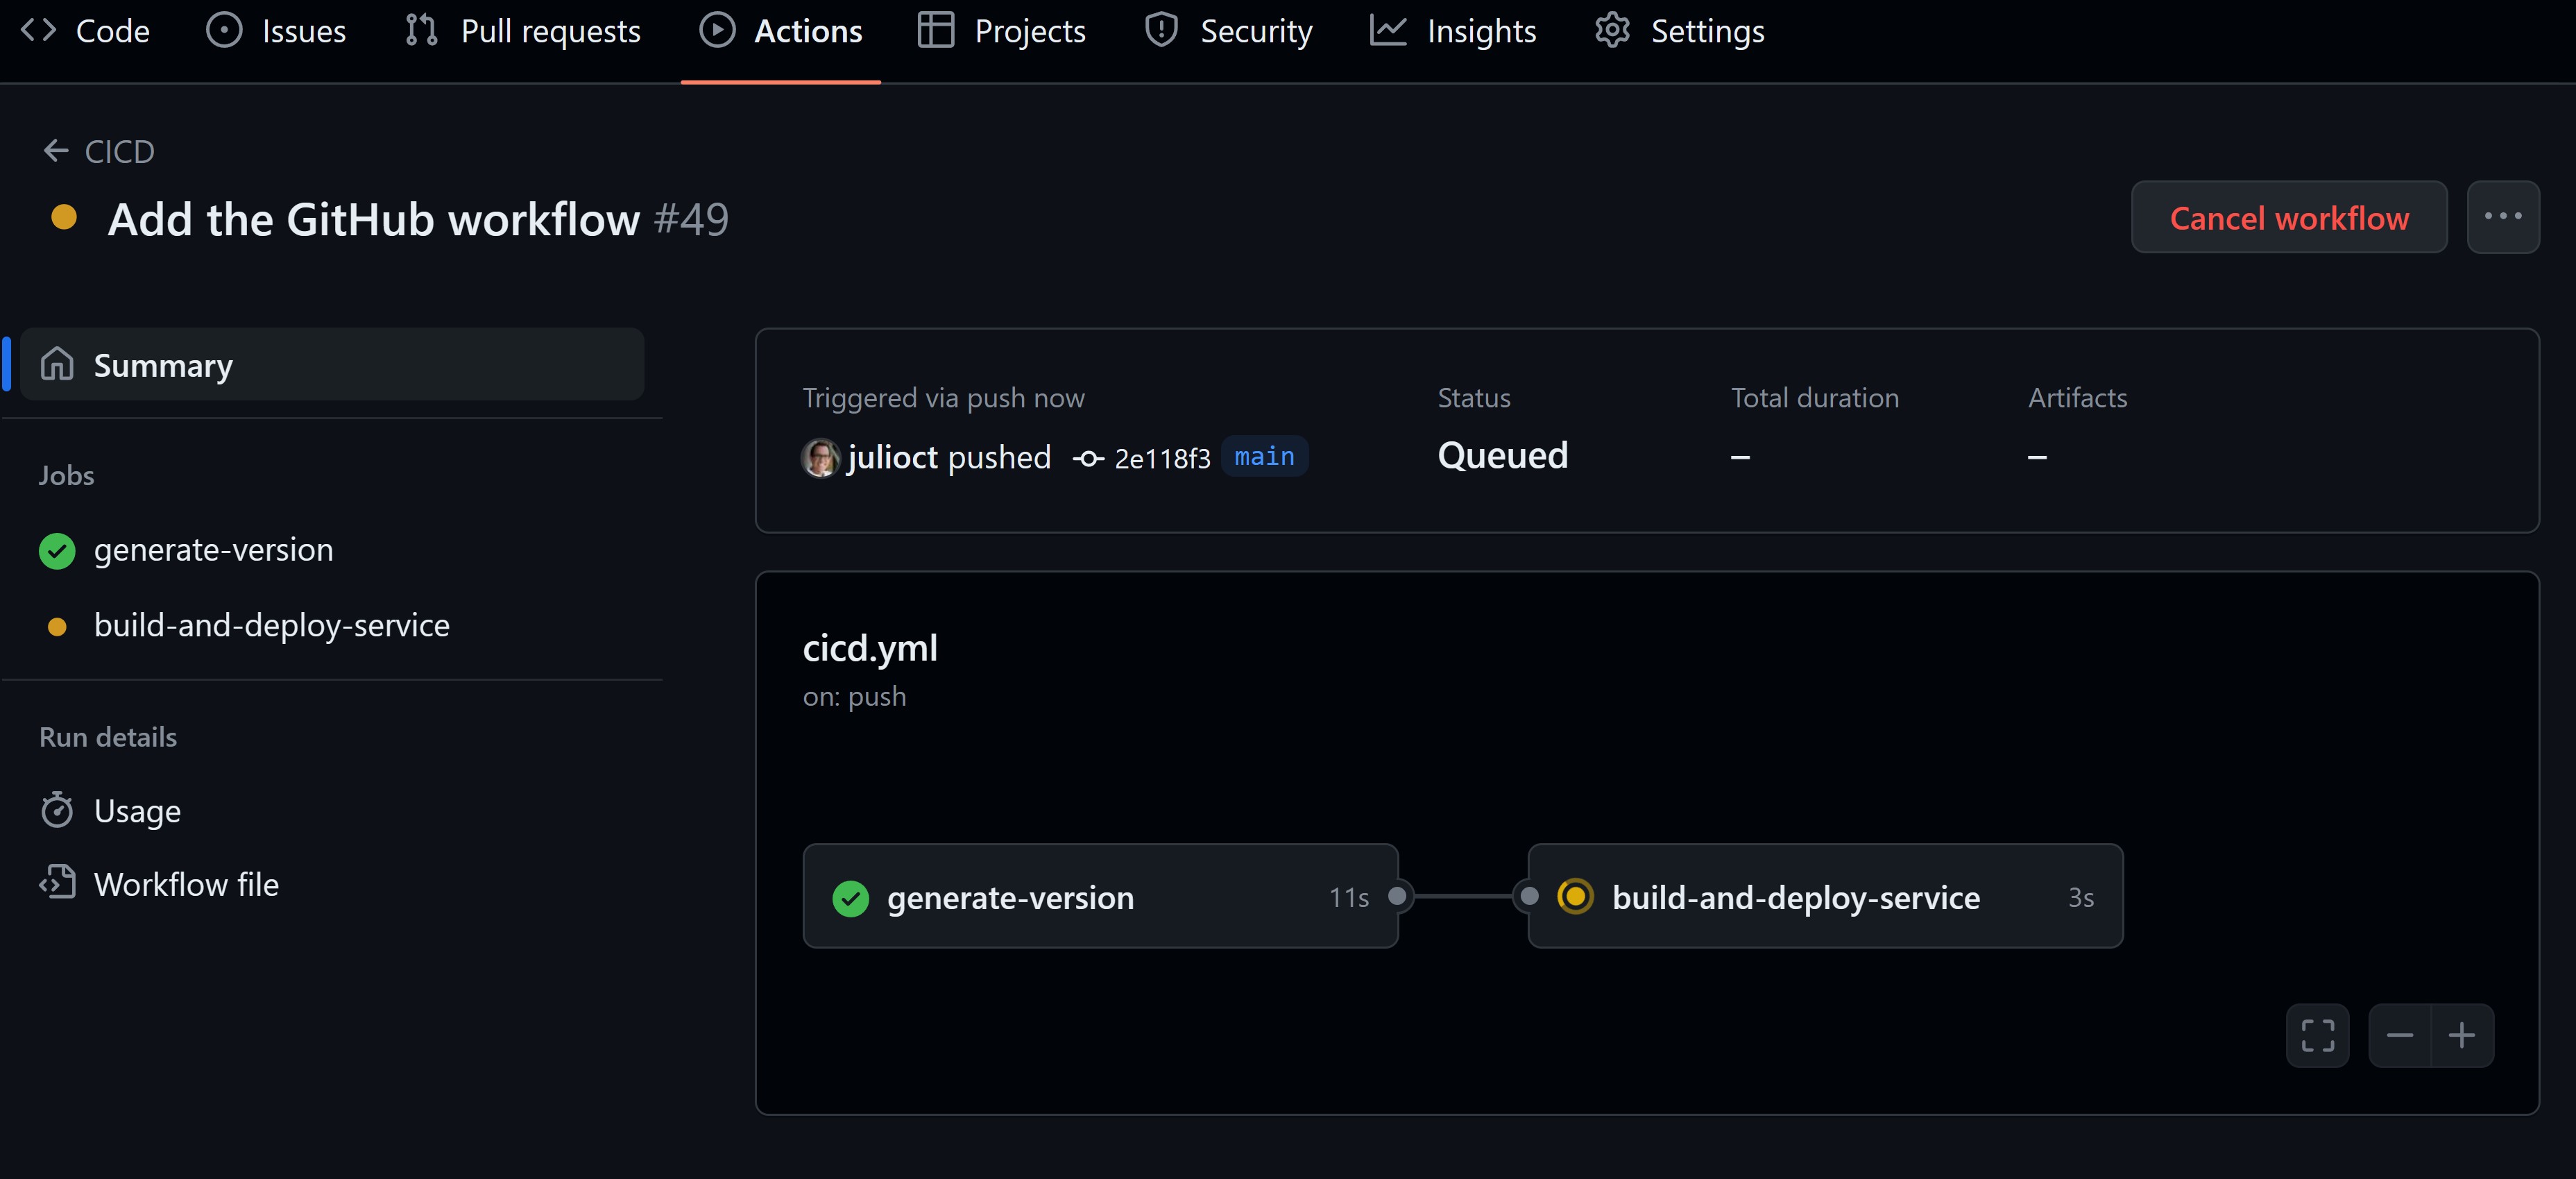 Code Issues Pull requests Actions Projects Security Insights Settings
CICD
Add the GitHub workflow #49
Cancel workflow
Summary
Jobs
generate-version
build-and-deploy-service
Run details
Usage
Workflow file
Triggered via push now
julioct pushed 2e118f3 main
Status
Queued
Total duration
–
Artifacts
–
cicd.yml
on: push
generate-version 11s
build-and-deploy-service 3s